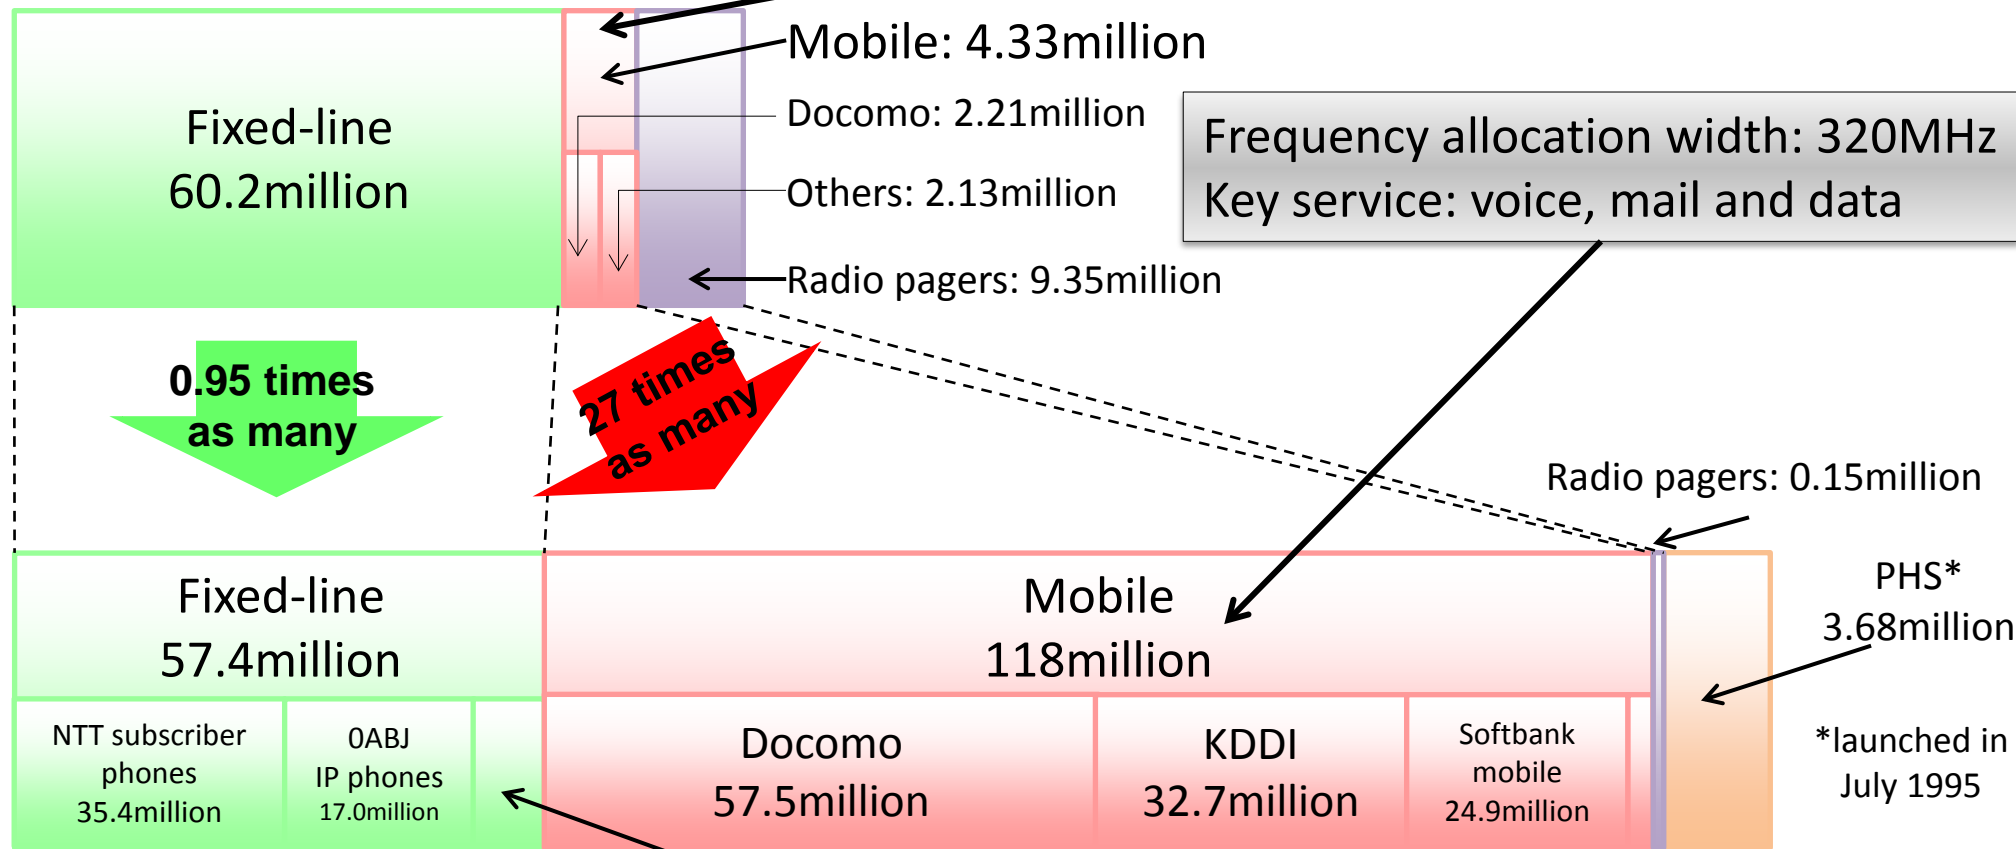 Fixed-line
60.2million
Mobile: 4.33million
Docomo: 2.21million
Others: 2.13million
Radio pagers: 9.35million
Frequency allocation width: 320MHz
Key service: voice, mail and data
0.95 times
as many
27 times
as many
Radio pagers: 0.15million
Fixed-line
57.4million
Mobile
118million
PHS*
3.68million
NTT subscriber
phones
35.4million
0ABJ
IP phones
17.0million
Docomo
57.5million
KDDI
32.7million
Softbank
mobile
24.9million
*launched in
July 1995